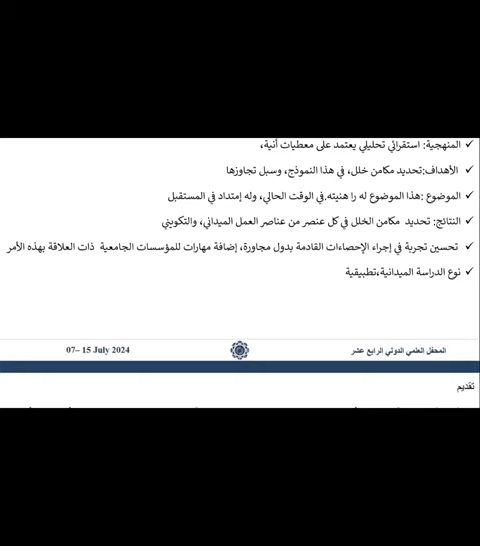 ✓ المنهجية: استقرائي تحليلي يعتمد على معطيات أنية،
✓ الأهداف:تحديد مكامن خلل، في هذا النموذج، وسبل تجاوزها
✓ الموضوع :هذا الموضوع له را هنيته.في الوقت الحالي، وله إمتداد في المستقبل
✓ النتائج: تحديد مكامن الخلل في كل عنصر من عناصر العمل الميداني، والتكويني
✓ تحسين تجربة في إجراء الإحصاءات القادمة بدول مجاورة، إضافة مهارات للمؤسسات الجامعية ذات العلاقة بهذه الأمر
✓ نوع الدراسة الميدانية،تطبيقية
المحفل العلمي الدولي الرابع عشر 07– 15 July 2024
تقديم